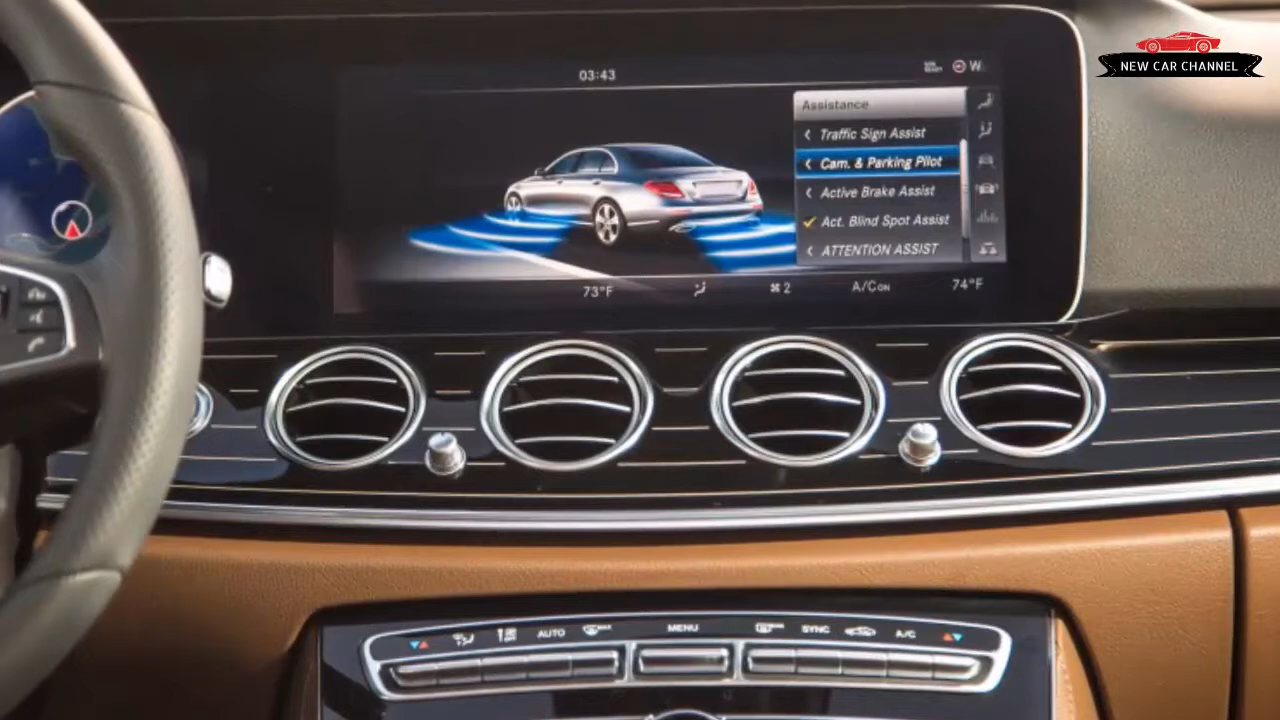 NEW CAR CHANNEL
03:43
W
Assistance
Traffic Sign Assist
Cam. & Parking Pilot
Active Brake Assist
Act. Blind Spot Assist
ATTENTION ASSIST
73°F
2
A/C ON
74°F
AUTO
MENU
SYNC
A/C